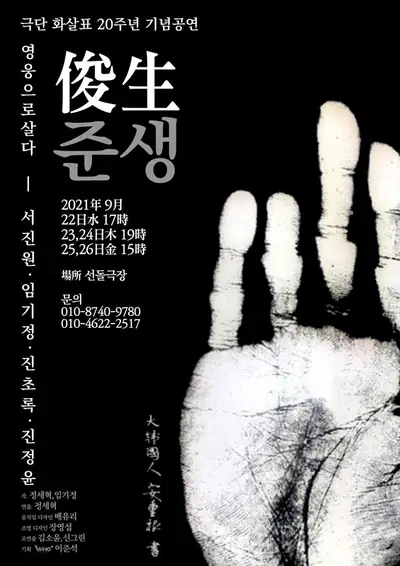 극단 화살표 20주년 기념공연
영웅으로살다 — 서진원·임기정·진초록·진정윤
俊生
준생
2021年 9月
22日水 17時
23,24日木 19時
25,26日金 15時
場所 선돌극장
문의
010-8740-9780
010-4622-2517
大韓國人 安重根 書
작. 정세혁,임기정
연출. 정세혁
움직임 디자인 배유리
조명 디자인 장영섭
조연출 김소윤,신그린
기획 "W140" 이준석